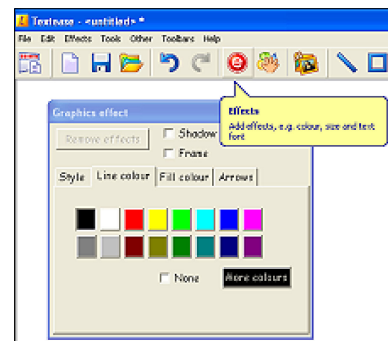 Textease - <untitled> *
File Edit Effects Tools Other Toolbars Help
Effects
Add effects, e.g. colour, size and text
font
Graphics effect
Remove effects
Shadow
Frame
Style Line colour Fill colour Arrows
None
More colours